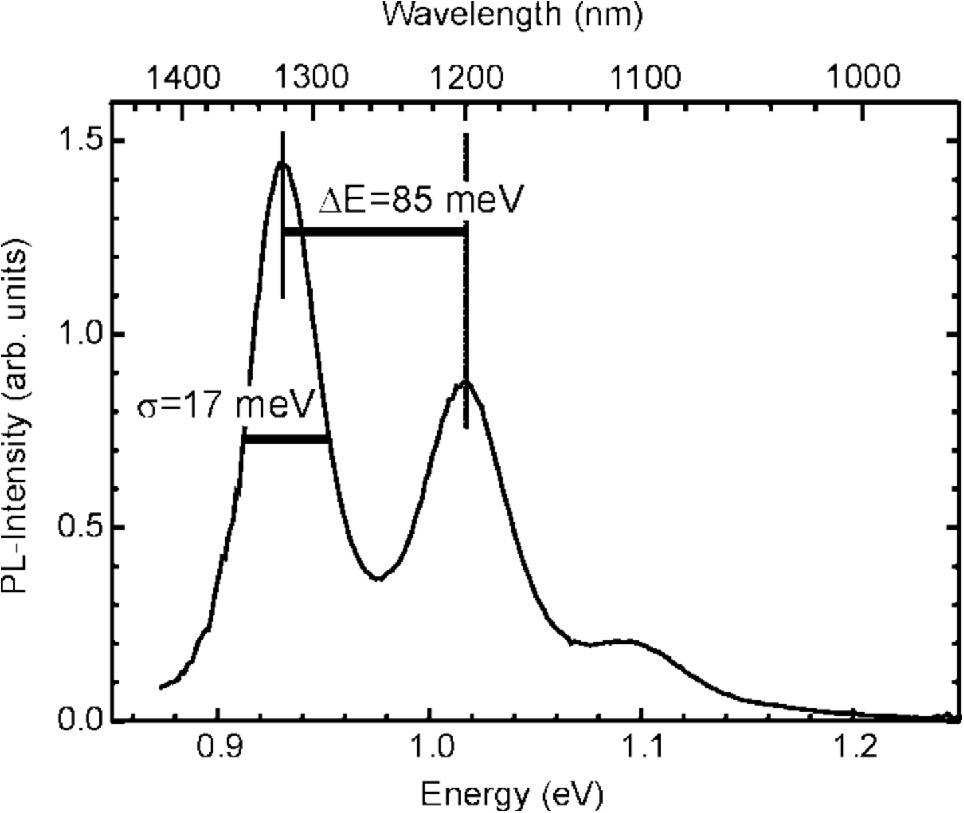 Wavelength (nm)
1400 1300 1200 1100 1000
1.5
ΔE=85 meV
1.0
σ=17 meV
0.5
0.0
PL-Intensity (arb. units)
0.9 1.0 1.1 1.2
Energy (eV)